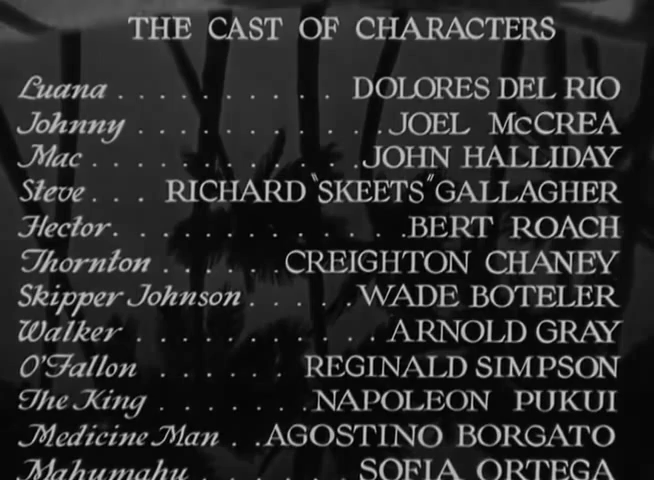 THE CAST OF CHARACTERS
Luana . . . . . . . . . . DOLORES DEL RIO
Johnny . . . . . . . . . . . . JOEL McCREA
Mac . . . . . . . . . . . . . JOHN HALLIDAY
Steve . . . RICHARD "SKEETS" GALLAGHER
Hector. . . . . . . . . . . . . .BERT ROACH
Thornton . . . . . . CREIGHTON CHANEY
Skipper Johnson . . . . . WADE BOTELER
Walker . . . . . . . . . . . . ARNOLD GRAY
O'Fallon . . . . . . REGINALD SIMPSON
The King . . . . . . . .NAPOLEON PUKUI
Medicine Man . .AGOSTINO BORGATO
Mahumahu . . . . . . SOFIA ORTEGA